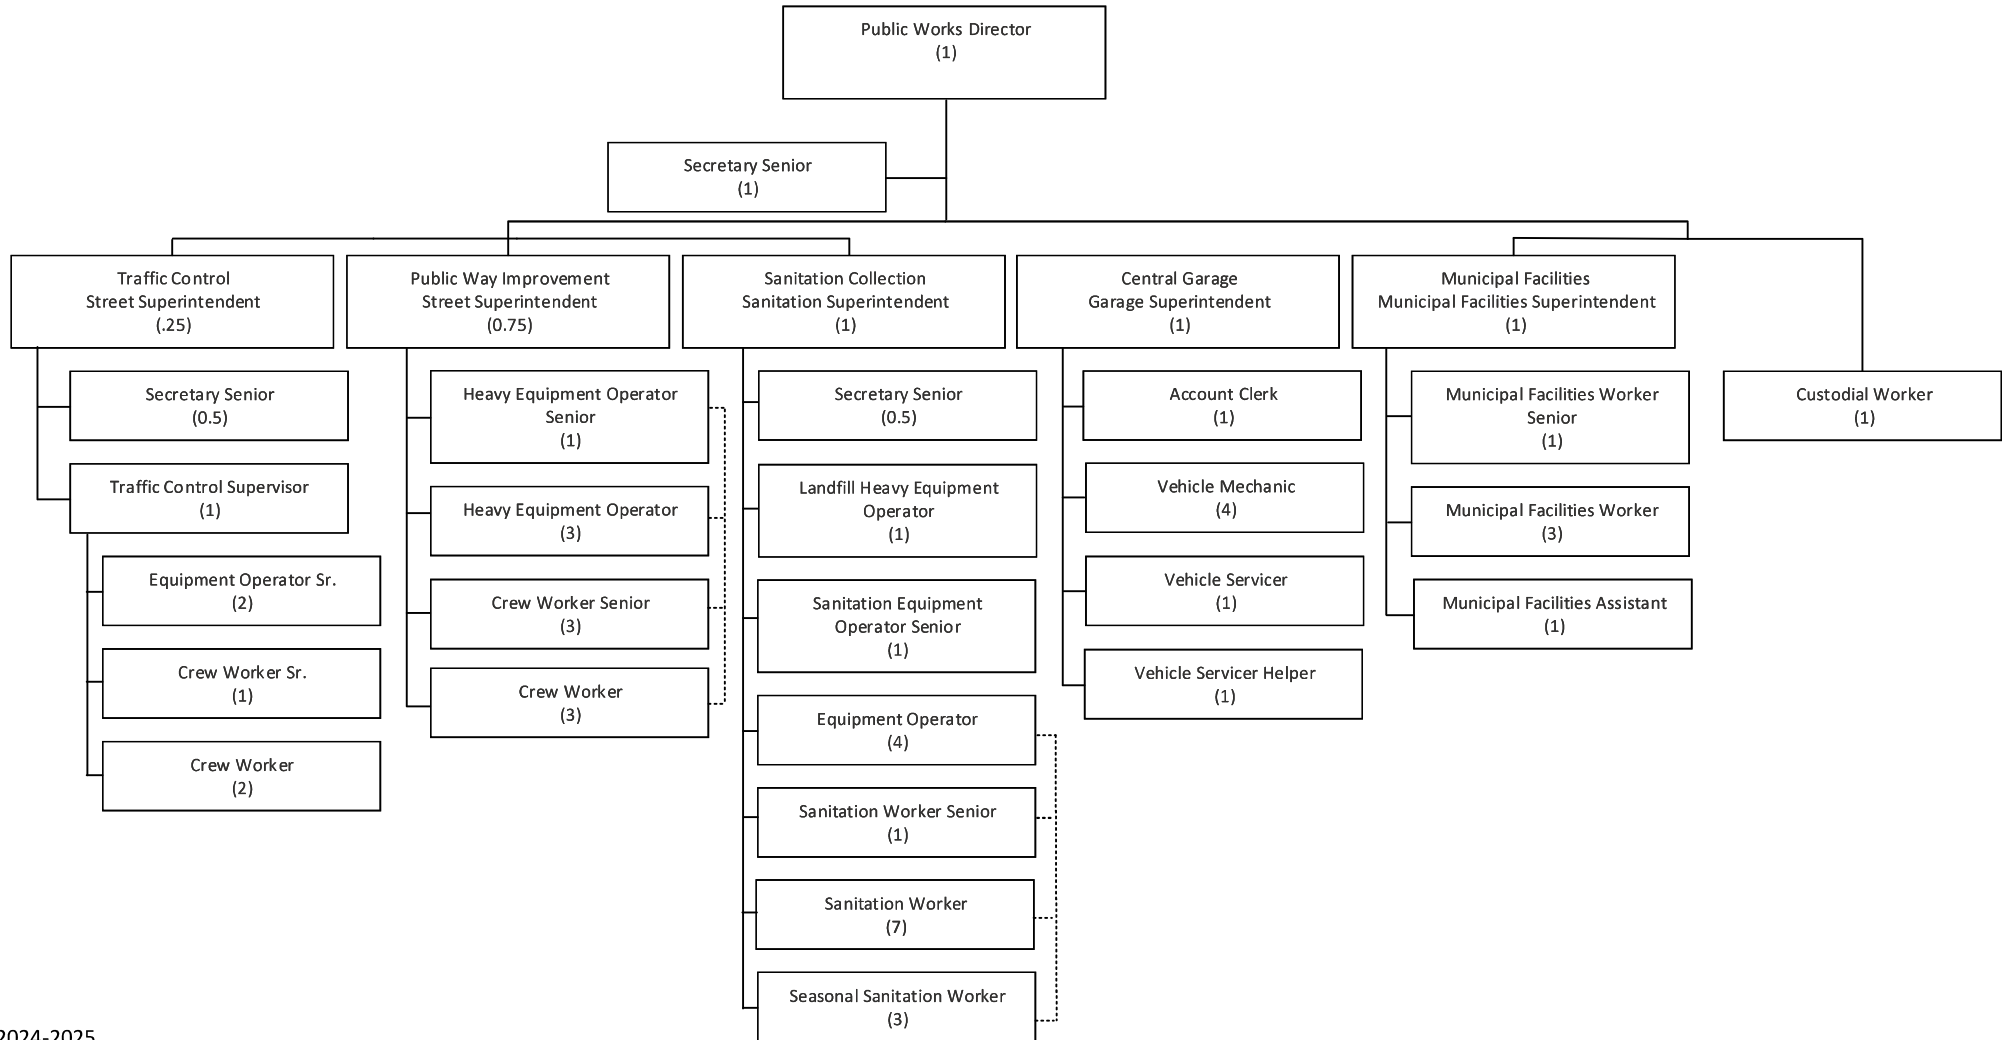 Public Works Director
(1)
Secretary Senior
(1)
Traffic Control
Street Superintendent
(.25)
Secretary Senior
(0.5)
Traffic Control Supervisor
(1)
Equipment Operator Sr.
(2)
Crew Worker Sr.
(1)
Crew Worker
(2)
Public Way Improvement
Street Superintendent
(0.75)
Heavy Equipment Operator
Senior
(1)
Heavy Equipment Operator
(3)
Crew Worker Senior
(3)
Crew Worker
(3)
Sanitation Collection
Sanitation Superintendent
(1)
Secretary Senior
(0.5)
Landfill Heavy Equipment
Operator
(1)
Sanitation Equipment
Operator Senior
(1)
Equipment Operator
(4)
Sanitation Worker Senior
(1)
Sanitation Worker
(7)
Seasonal Sanitation Worker
(3)
Central Garage
Garage Superintendent
(1)
Account Clerk
(1)
Vehicle Mechanic
(4)
Vehicle Servicer
(1)
Vehicle Servicer Helper
(1)
Municipal Facilities
Municipal Facilities Superintendent
(1)
Municipal Facilities Worker
Senior
(1)
Municipal Facilities Worker
(3)
Municipal Facilities Assistant
(1)
Custodial Worker
(1)
2024-2025